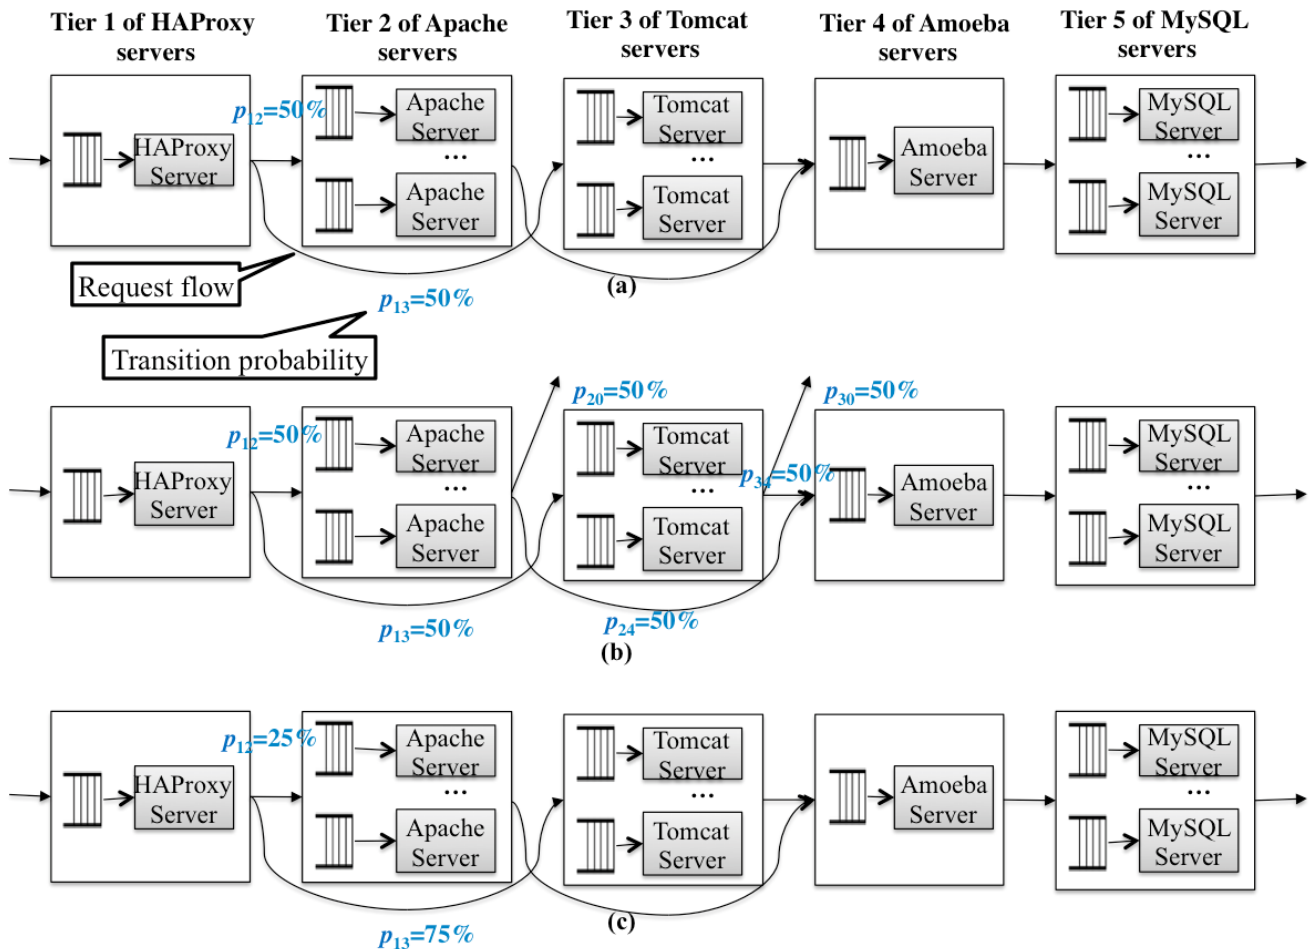 Tier 1 of HAProxy
servers
Tier 2 of Apache
servers
Tier 3 of Tomcat
servers
Tier 4 of Amoeba
servers
Tier 5 of MySQL
servers
p12=50%
HAProxy
Server
Apache
Server
...
Apache
Server
Tomcat
Server
...
Tomcat
Server
Amoeba
Server
MySQL
Server
...
MySQL
Server
Request flow
p13=50%
(a)
Transition probability
p20=50%
p30=50%
p12=50%
HAProxy
Server
Apache
Server
...
Apache
Server
Tomcat
Server
...
Tomcat
Server
p34=50%
Amoeba
Server
MySQL
Server
...
MySQL
Server
p13=50%
p24=50%
(b)
p12=25%
HAProxy
Server
Apache
Server
...
Apache
Server
Tomcat
Server
...
Tomcat
Server
Amoeba
Server
MySQL
Server
...
MySQL
Server
p13=75%
(c)